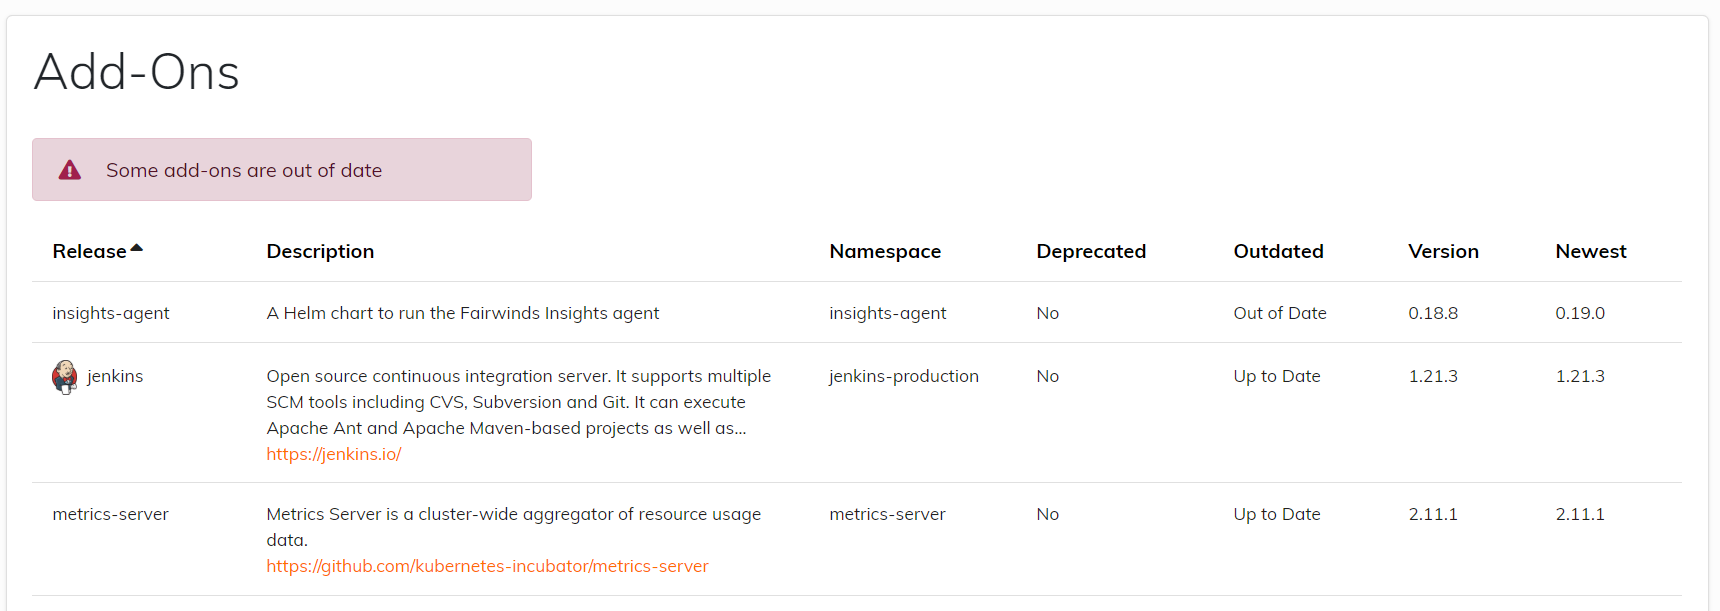 Add-Ons
Some add-ons are out of date
Release Description Namespace Deprecated Outdated Version Newest
insights-agent A Helm chart to run the Fairwinds Insights agent insights-agent No Out of Date 0.18.8 0.19.0
jenkins Open source continuous integration server. It supports multiple jenkins-production No Up to Date 1.21.3 1.21.3
SCM tools including CVS, Subversion and Git. It can execute
Apache Ant and Apache Maven-based projects as well as...
https://jenkins.io/
metrics-server Metrics Server is a cluster-wide aggregator of resource usage metrics-server No Up to Date 2.11.1 2.11.1
data.
https://github.com/kubernetes-incubator/metrics-server